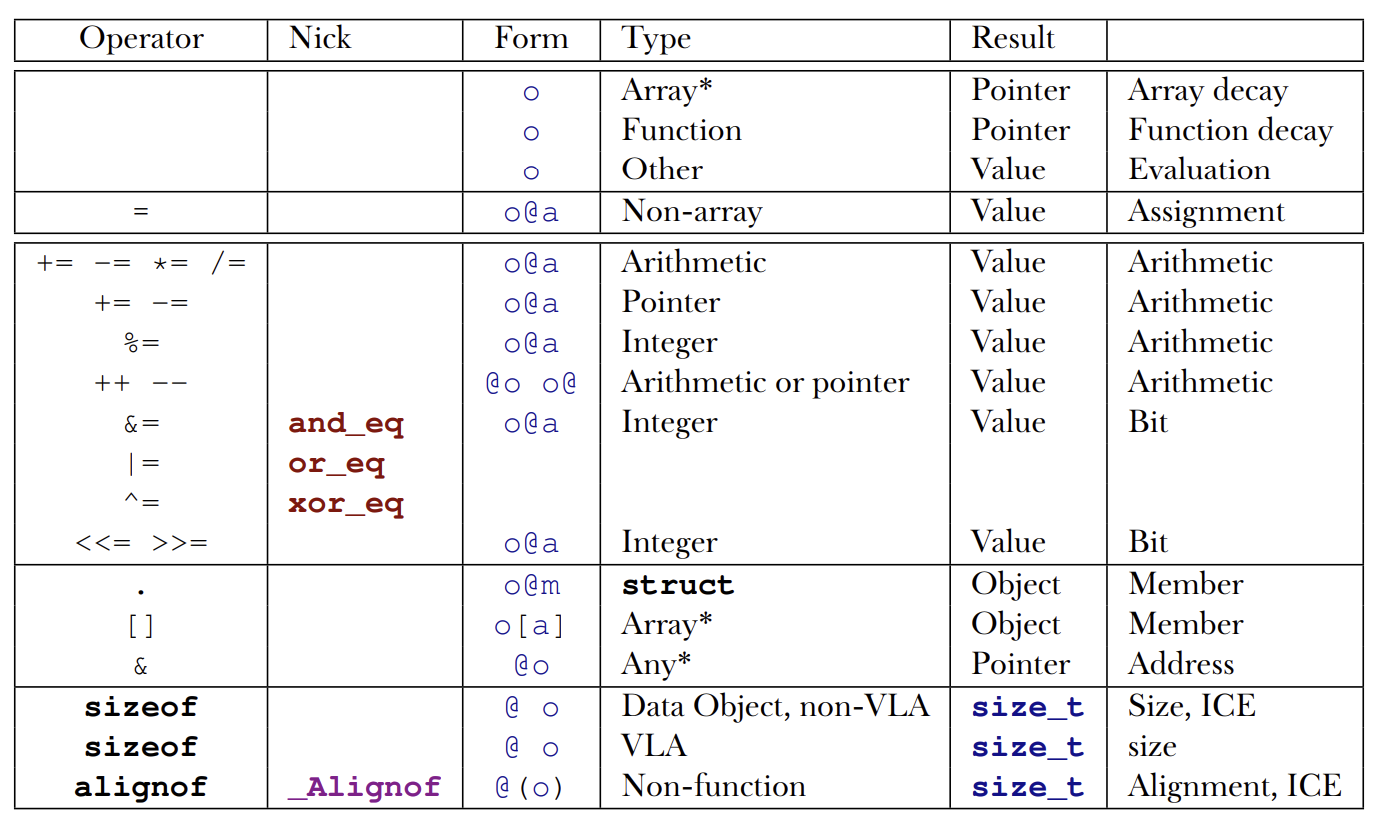 Operator Nick Form Type Result
o Array* Pointer Array decay
o Function Pointer Function decay
o Other Value Evaluation
= o@a Non-array Value Assignment
+= -= *= /= o@a Arithmetic Value Arithmetic
+= -= o@a Pointer Value Arithmetic
%= o@a Integer Value Arithmetic
++ -- @o o@ Arithmetic or pointer Value Arithmetic
&= and_eq o@a Integer Value Bit
|= or_eq
^= xor_eq
<<= >>= o@a Integer Value Bit
. o@m struct Object Member
[] o[a] Array* Object Member
& @o Any* Pointer Address
sizeof @ o Data Object, non-VLA size_t Size, ICE
sizeof @ o VLA size_t size
alignof _Alignof @(o) Non-function size_t Alignment, ICE